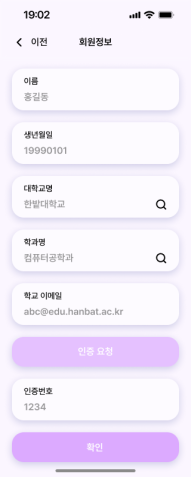 19:02
이전
회원정보
이름
홍길동
생년월일
19990101
대학교명
한밭대학교
학과명
컴퓨터공학과
학교 이메일
abc@edu.hanbat.ac.kr
인증 요청
인증번호
1234
확인